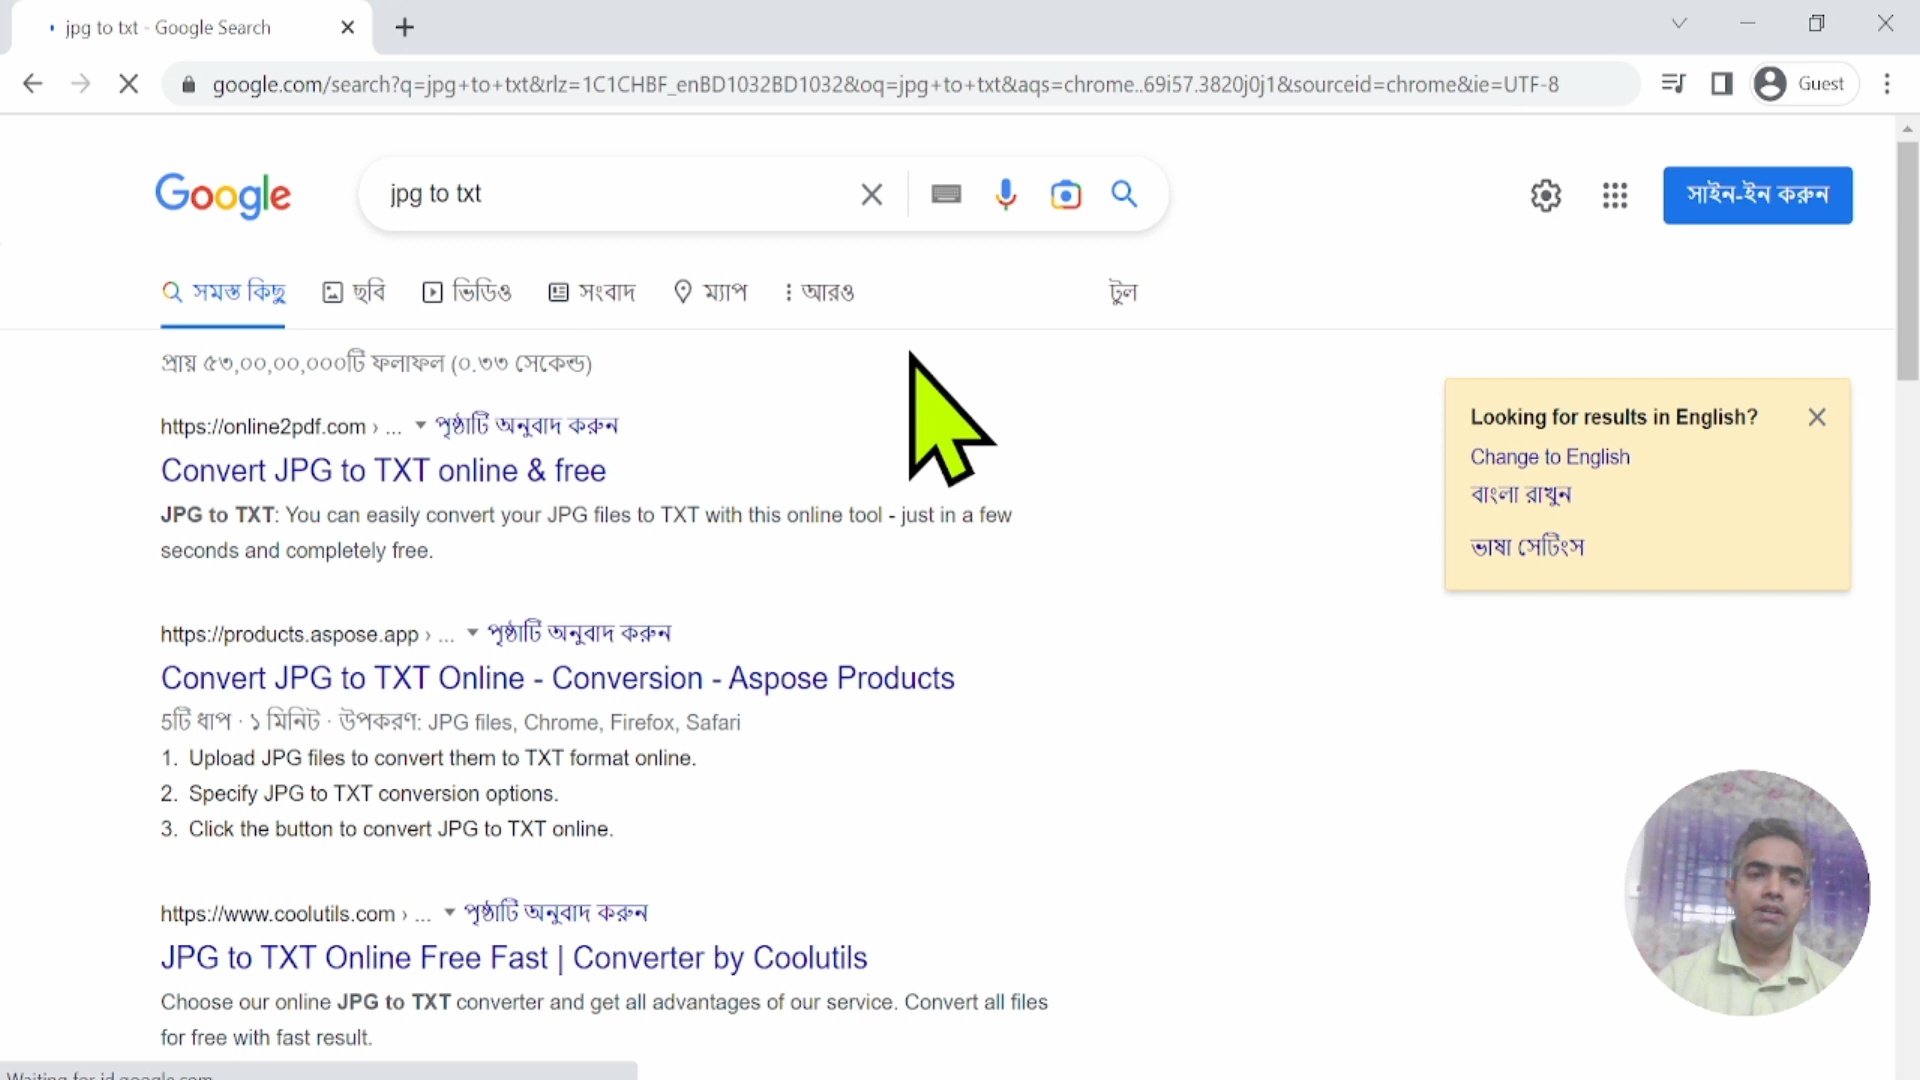 jpg to txt - Google Search
google.com/search?q=jpg+to+txt&rlz=1C1CHBF_enBD1032BD1032&oq=jpg+to+txt&aqs=chrome..69i57.3820j0j1&sourceid=chrome&ie=UTF-8
Guest
Google
jpg to txt
সাইন-ইন করুন
সমস্ত কিছু ছবি ভিডিও সংবাদ ম্যাপ আরও টুল
প্রায় ৫৩,০০,০০,০০০টি ফলাফল (০.৩৩ সেকেন্ড)
https://online2pdf.com › ... পৃষ্ঠাটি অনুবাদ করুন
Convert JPG to TXT online & free
JPG to TXT: You can easily convert your JPG files to TXT with this online tool - just in a few
seconds and completely free.
Looking for results in English?
Change to English
বাংলা রাখুন
ভাষা সেটিংস
https://products.aspose.app › ... পৃষ্ঠাটি অনুবাদ করুন
Convert JPG to TXT Online - Conversion - Aspose Products
5টি ধাপ · ১ মিনিট · উপকরণ: JPG files, Chrome, Firefox, Safari
1. Upload JPG files to convert them to TXT format online.
2. Specify JPG to TXT conversion options.
3. Click the button to convert JPG to TXT online.
https://www.coolutils.com › ... পৃষ্ঠাটি অনুবাদ করুন
JPG to TXT Online Free Fast | Converter by Coolutils
Choose our online JPG to TXT converter and get all advantages of our service. Convert all files
for free with fast result.
Waiting for id.google.com